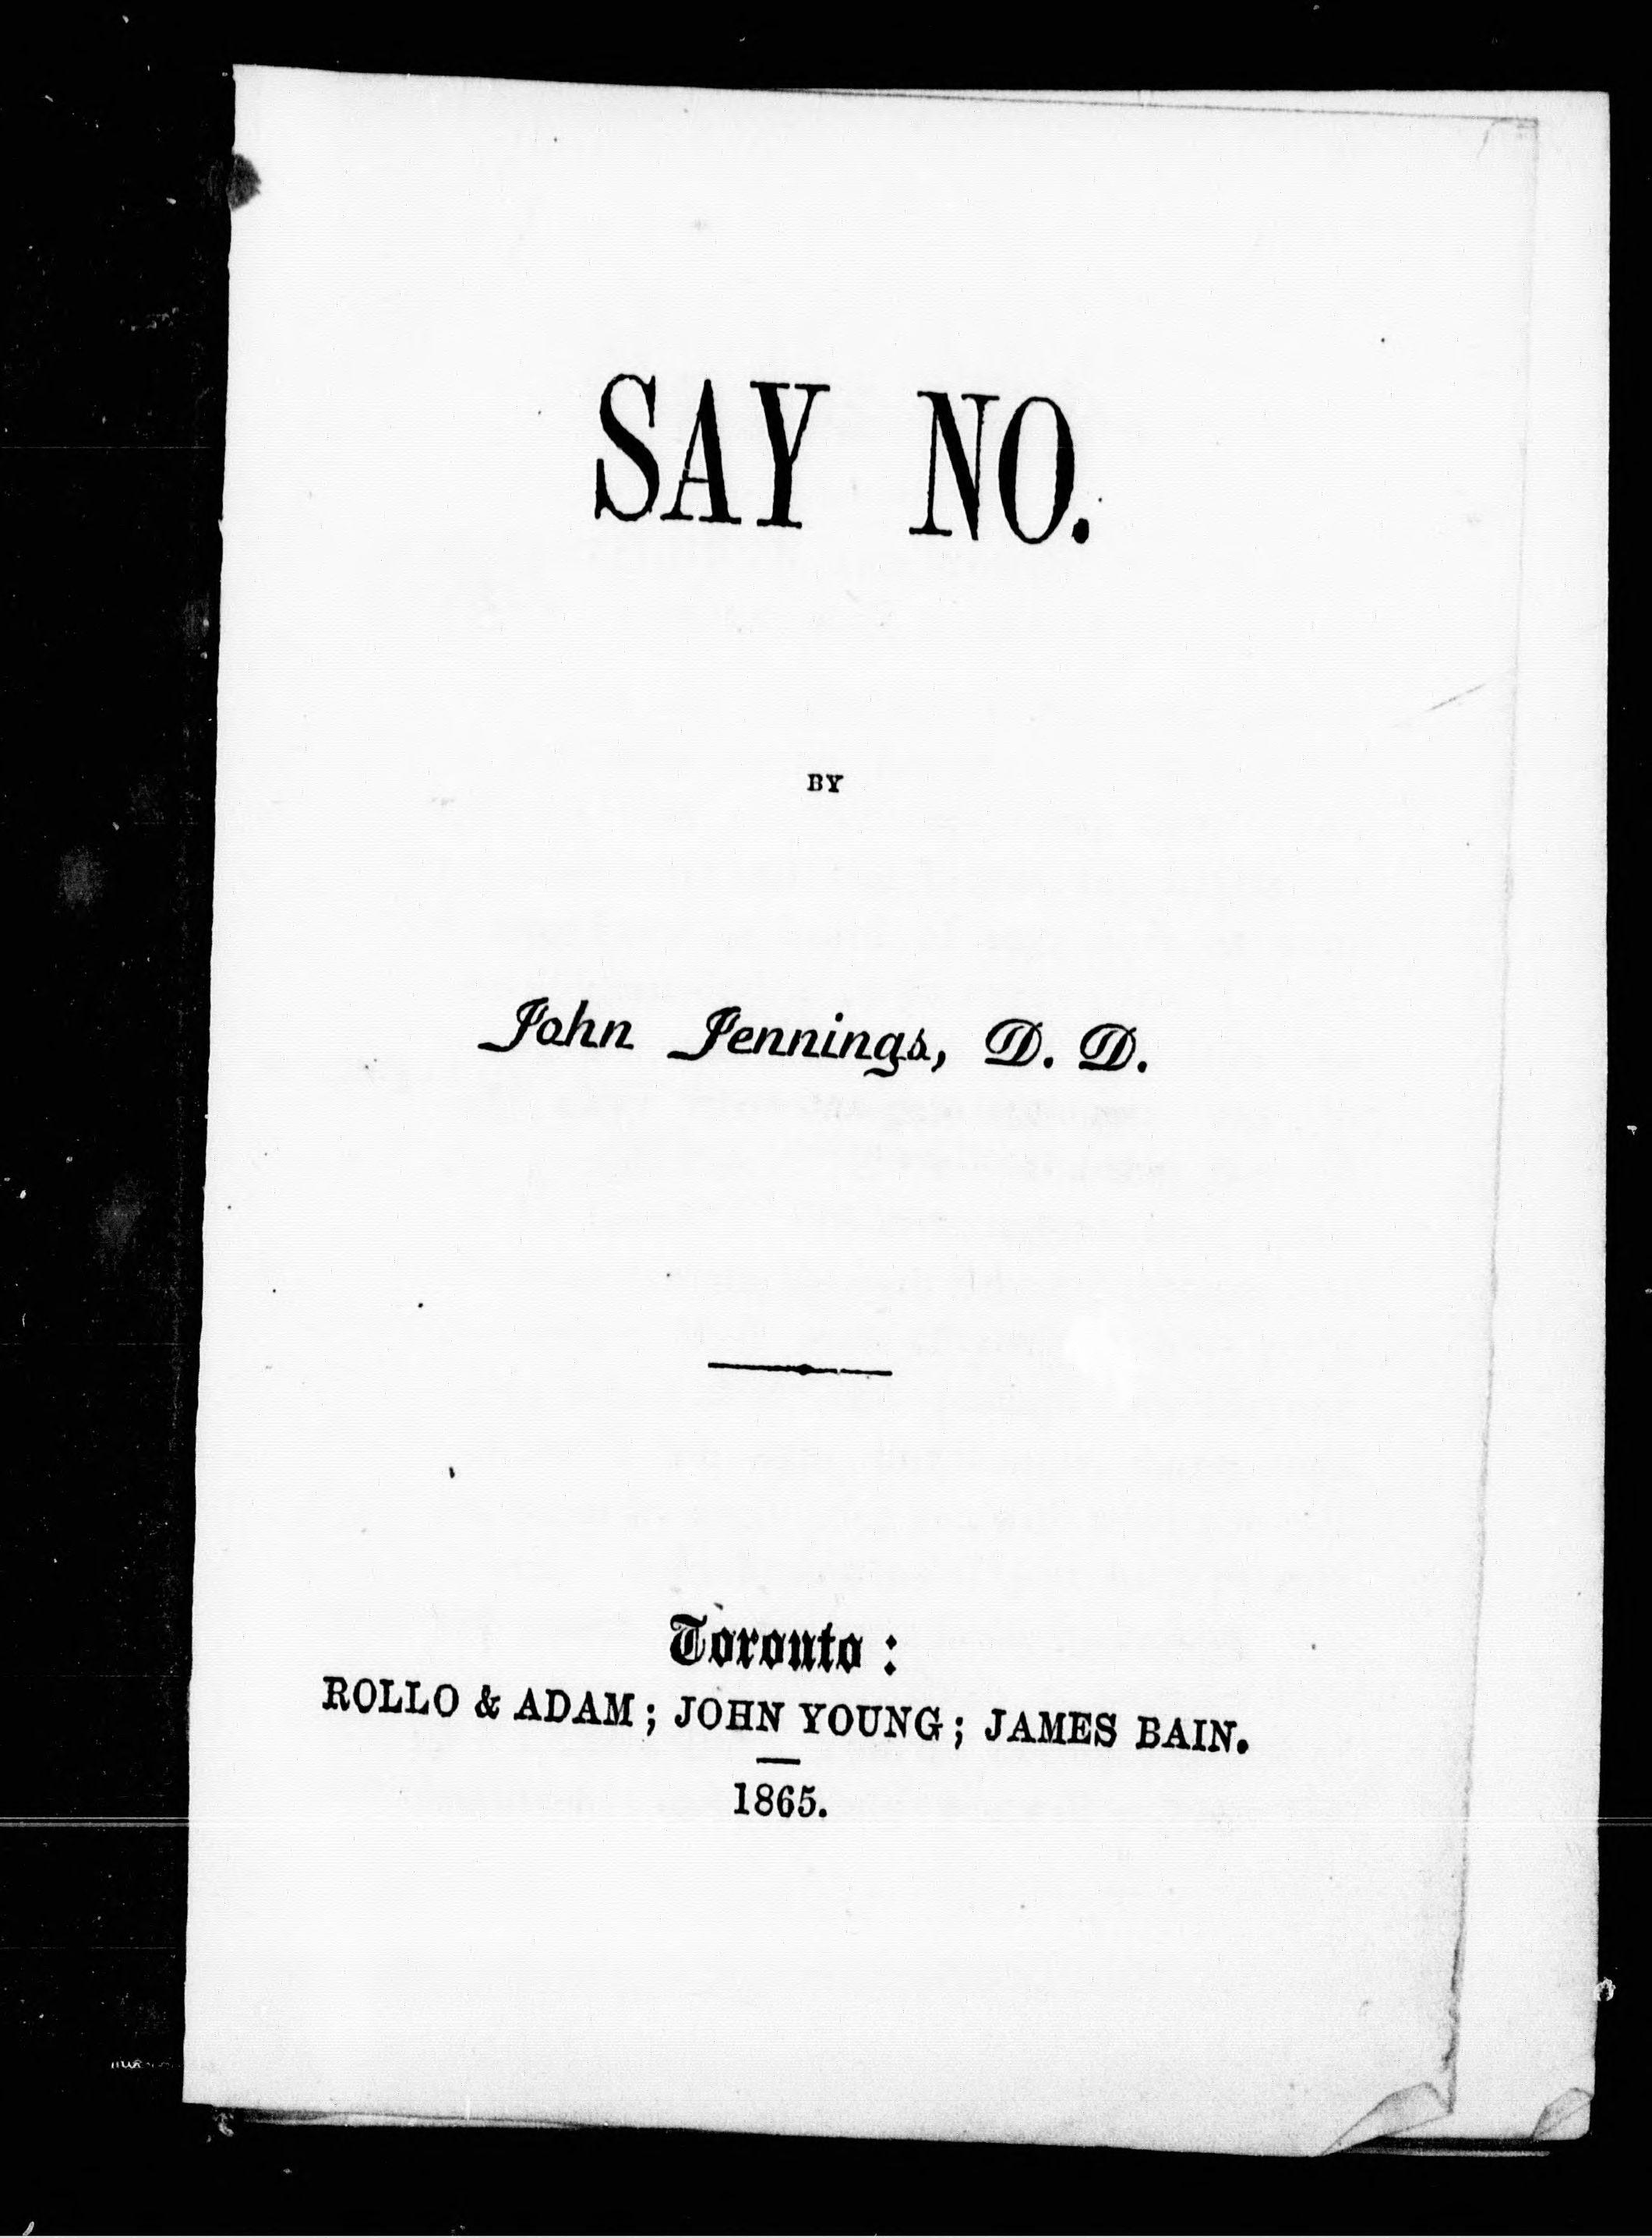 SAY NO.
BY
John Jennings, D. D.
Toronto :
ROLLO & ADAM; JOHN YOUNG; JAMES BAIN.
1865.